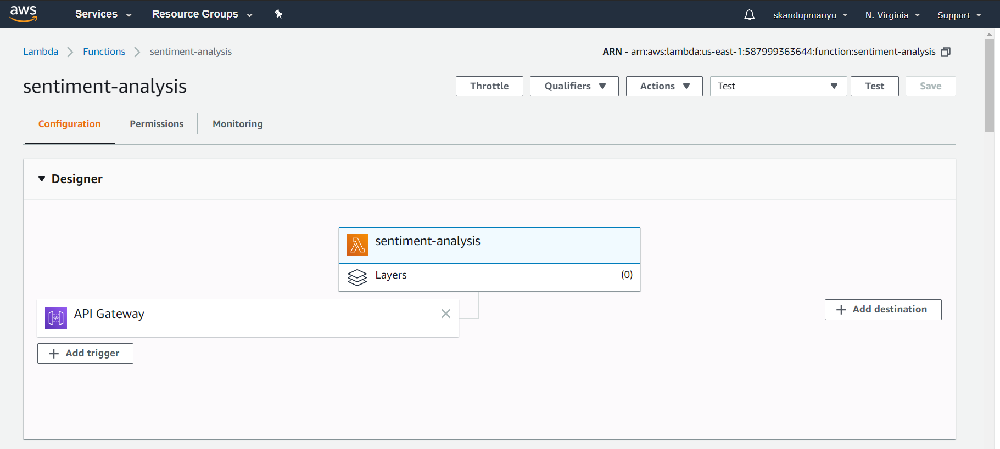 aws Services Resource Groups skandupmanyu N. Virginia Support
Lambda Functions sentiment-analysis ARN - arn:aws:lambda:us-east-1:587999363644:function:sentiment-analysis
sentiment-analysis Throttle Qualifiers Actions Test Test Save
Configuration Permissions Monitoring
Designer
sentiment-analysis
Layers (0)
API Gateway
Add destination
Add trigger